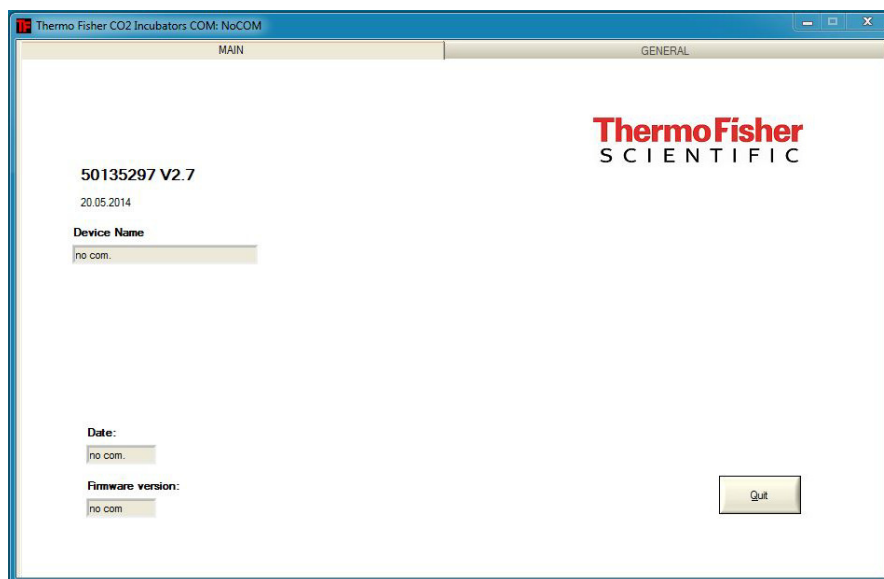 Thermo Fisher CO2 Incubators COM: NoCOM
MAIN
GENERAL
ThermoFisher
SCIENTIFIC
50135297 V2.7
20.05.2014
Device Name
no com.
Date:
no com.
Firmware version:
no com
Quit